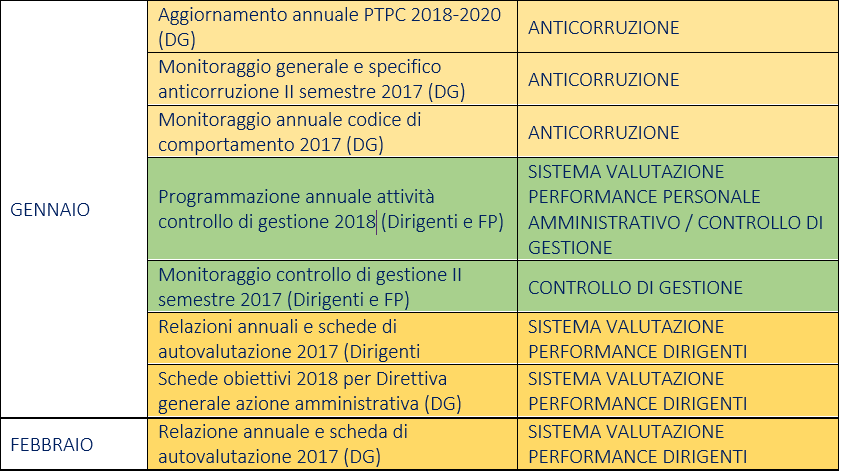 Aggiornamento annuale PTPC 2018-2020
(DG)
ANTICORRUZIONE
Monitoraggio generale e specifico
anticorruzione II semestre 2017 (DG)
ANTICORRUZIONE
Monitoraggio annuale codice di
comportamento 2017 (DG)
ANTICORRUZIONE
GENNAIO
Programmazione annuale attività
controllo di gestione 2018 (Dirigenti e FP)
SISTEMA VALUTAZIONE
PERFORMANCE PERSONALE
AMMINISTRATIVO / CONTROLLO DI
GESTIONE
Monitoraggio controllo di gestione II
semestre 2017 (Dirigenti e FP)
CONTROLLO DI GESTIONE
Relazioni annuali e schede di
autovalutazione 2017 (Dirigenti
SISTEMA VALUTAZIONE
PERFORMANCE DIRIGENTI
Schede obiettivi 2018 per Direttiva
generale azione amministrativa (DG)
SISTEMA VALUTAZIONE
PERFORMANCE DIRIGENTI
FEBBRAIO
Relazione annuale e scheda di
autovalutazione 2017 (DG)
SISTEMA VALUTAZIONE
PERFORMANCE DIRIGENTI